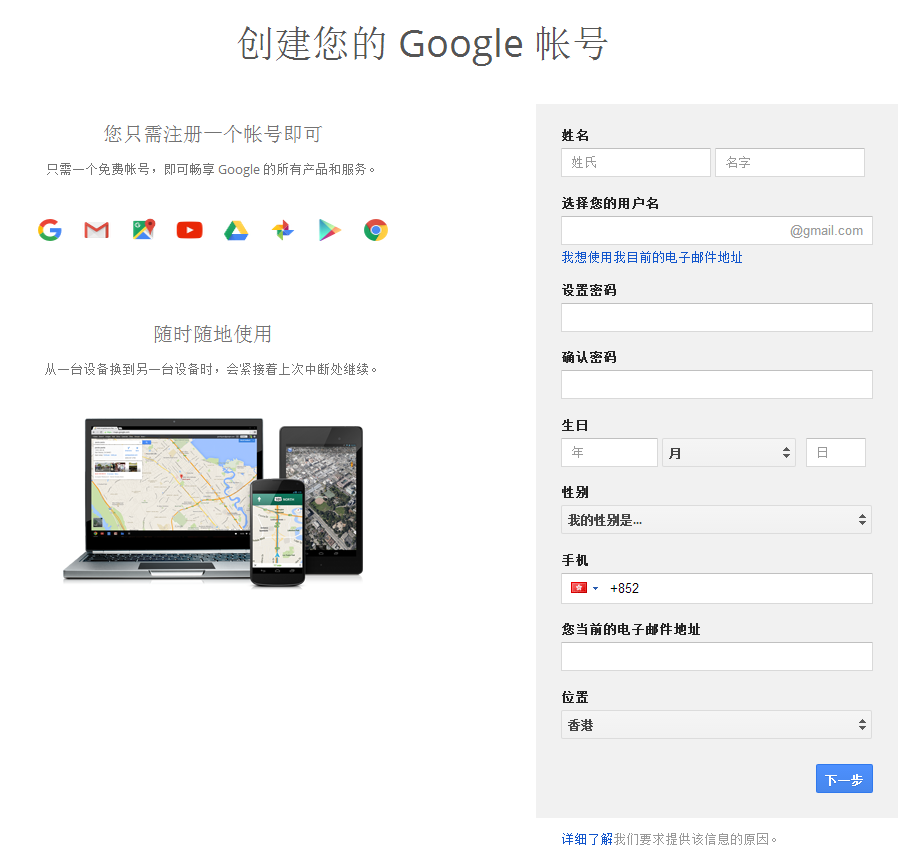 创建您的 Google 帐号
您只需注册一个帐号即可
只需一个免费帐号，即可畅享 Google 的所有产品和服务。
随时随地使用
从一台设备换到另一台设备时，会紧接着上次中断处继续。
姓名
姓氏 名字
选择您的用户名
@gmail.com
我想使用我目前的电子邮件地址
设置密码
确认密码
生日
年 月 日
性别
我的性别是...
手机
+852
您当前的电子邮件地址
位置
香港
下一步
详细了解我们要求提供该信息的原因。